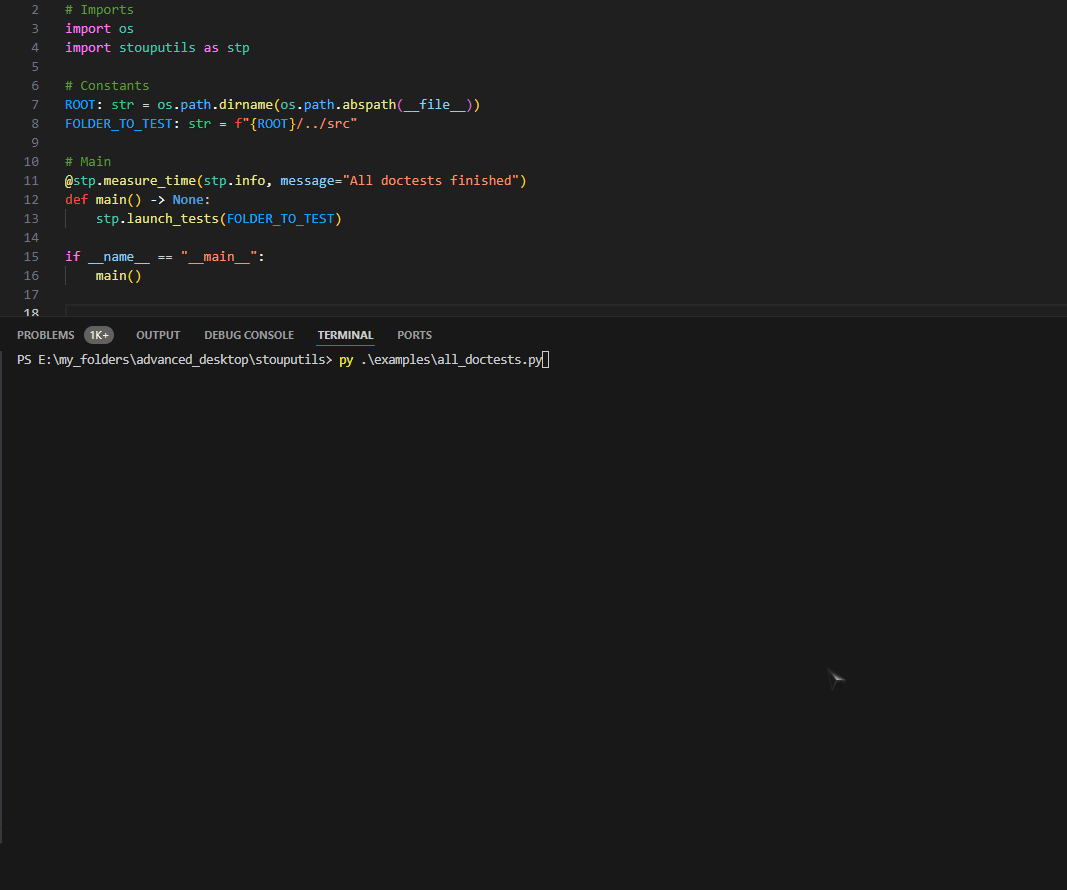 2 # Imports
3 import os
4 import stouputils as stp
5
6 # Constants
7 ROOT: str = os.path.dirname(os.path.abspath(__file__))
8 FOLDER_TO_TEST: str = f"{ROOT}/../src"
9
10 # Main
11 @stp.measure_time(stp.info, message="All doctests finished")
12 def main() -> None:
13     stp.launch_tests(FOLDER_TO_TEST)
14
15 if __name__ == "__main__":
16     main()
17
18
PROBLEMS 1K+ OUTPUT DEBUG CONSOLE TERMINAL PORTS
PS E:\my_folders\advanced_desktop\stouputils> py .\examples\all_doctests.py